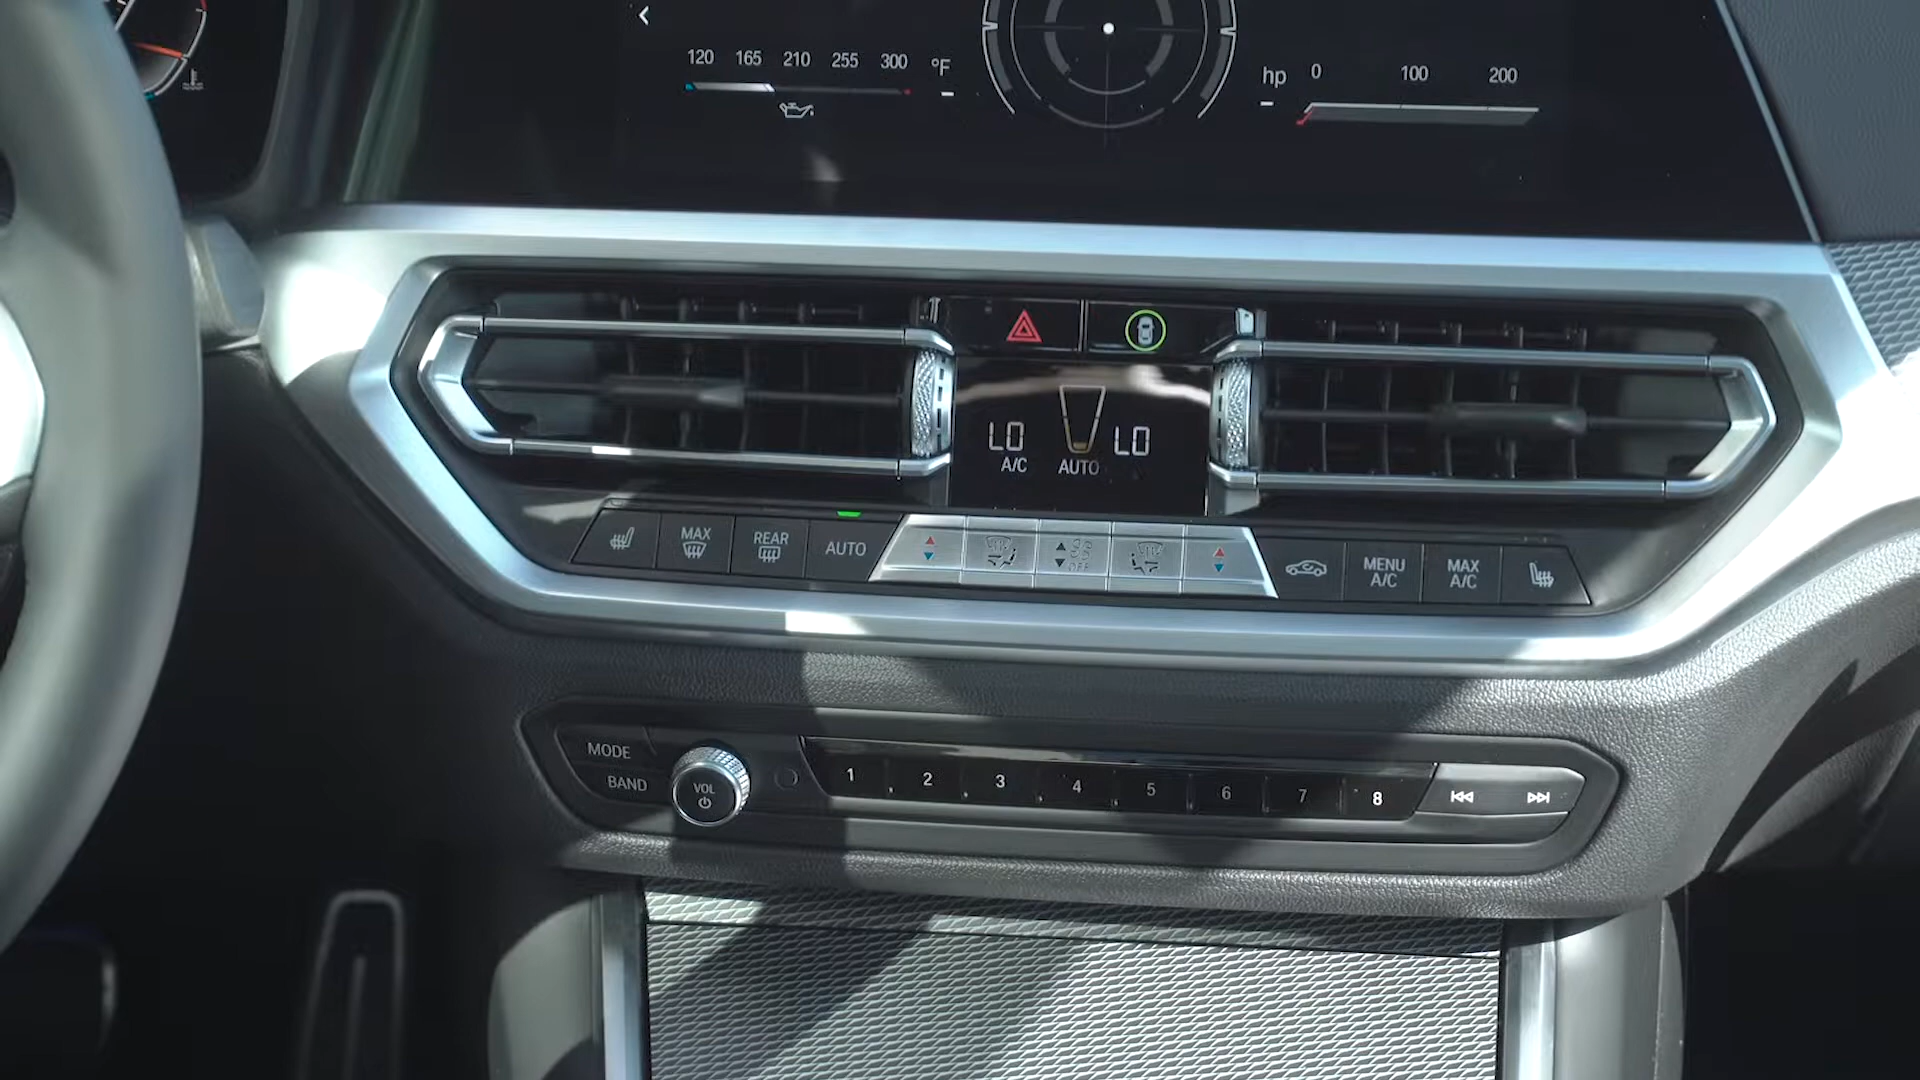 120 165 210 255 300 °F
hp 0 100 200
LO LO
A/C AUTO
MAX
REAR
AUTO
OFF
MENU
A/C
MAX
A/C
MODE
BAND
VOL
1 2 3 4 5 6 7 8